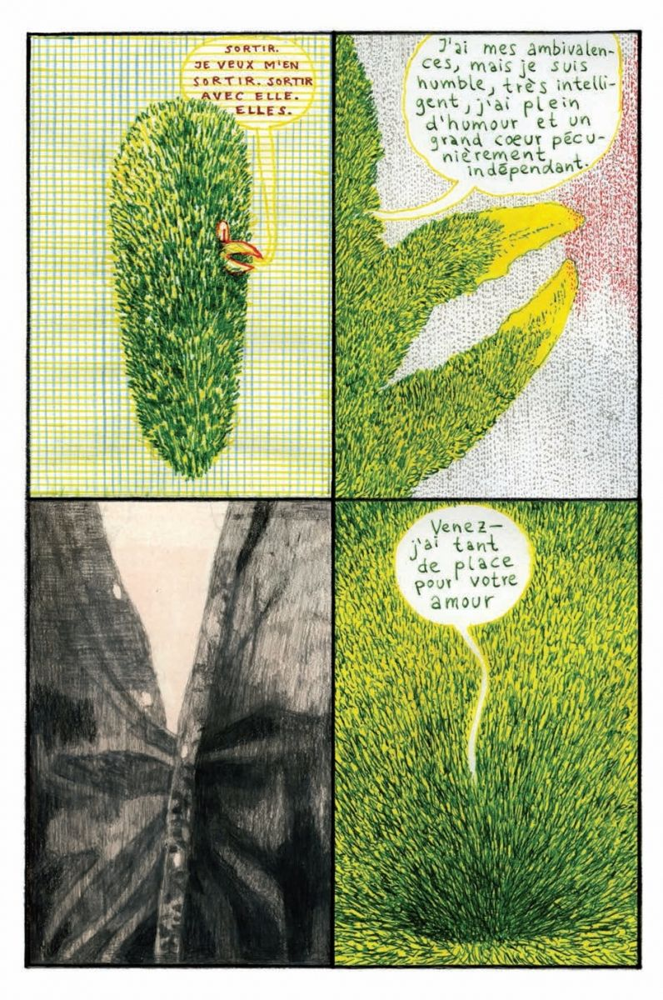 SORTIR.
JE VEUX M'EN
SORTIR. SORTIR
AVEC ELLE.
ELLES.
J'ai mes ambivalen-
ces, mais je suis
humble, très intelli-
gent, j'ai plein
d'humour et un
grand cœur pécu-
nièrement
indépendant.
Venez—
j'ai tant
de place
pour votre
amour